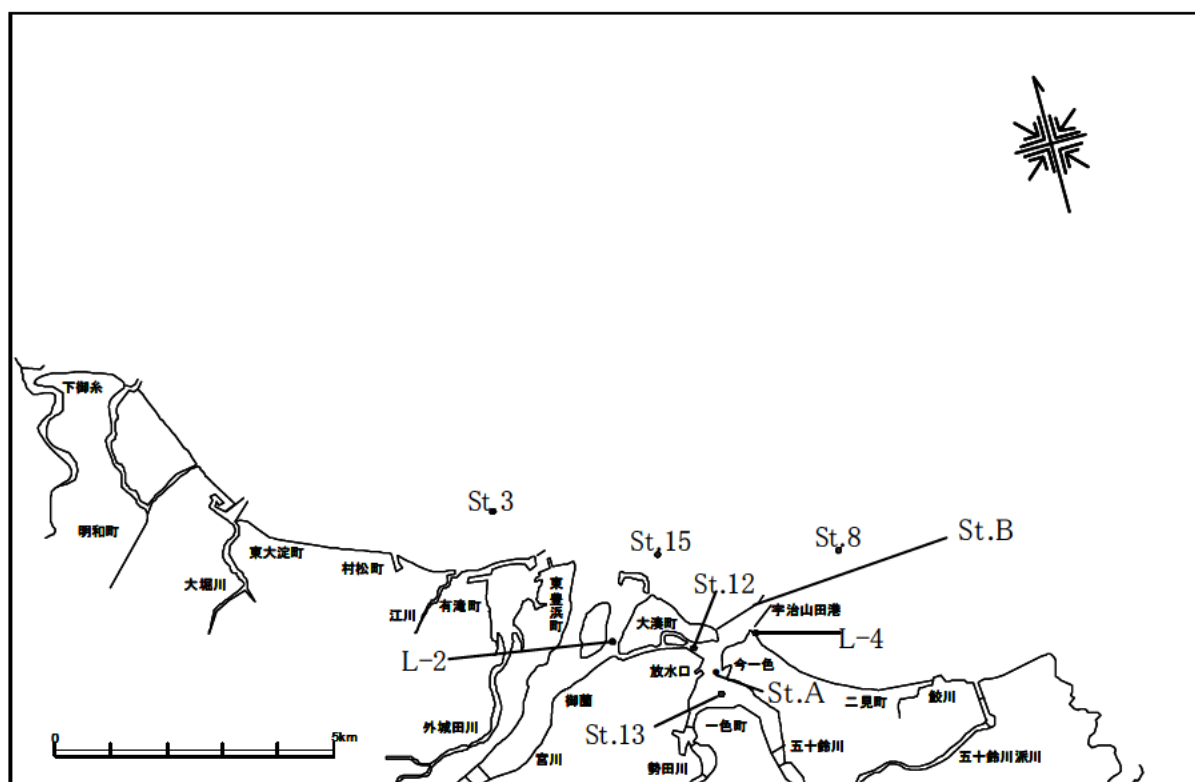 下御糸
St.3
明和町
東大淀町
St.15
St.8
St.B
大堀川
村松町
江川
有滝町
東豊浜町
St.12
大湊町
宇治山田港
L-2
L-4
放水口
今一色
御薗
St.A
二見町
鮫川
外城田川
St.13
一色町
0
5km
宮川
勢田川
五十鈴川
五十鈴川派川